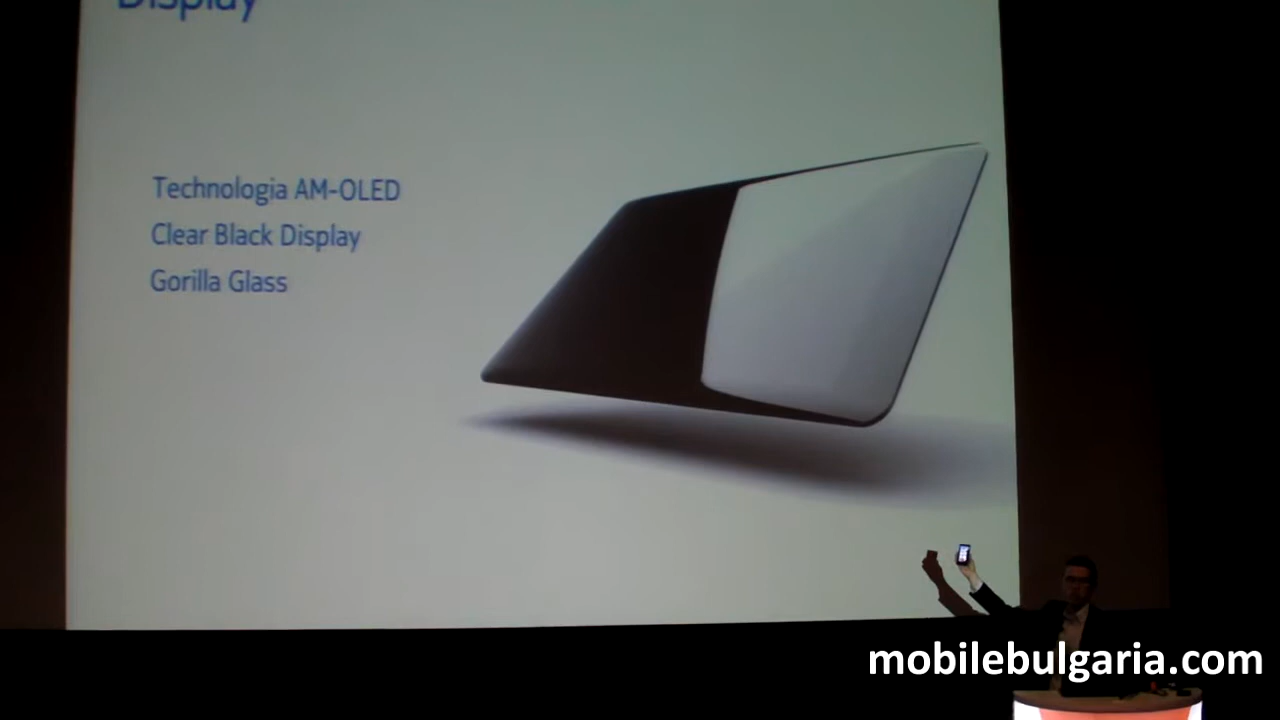 Display
Technologia AM-OLED
Clear Black Display
Gorilla Glass
mobilebulgaria.com